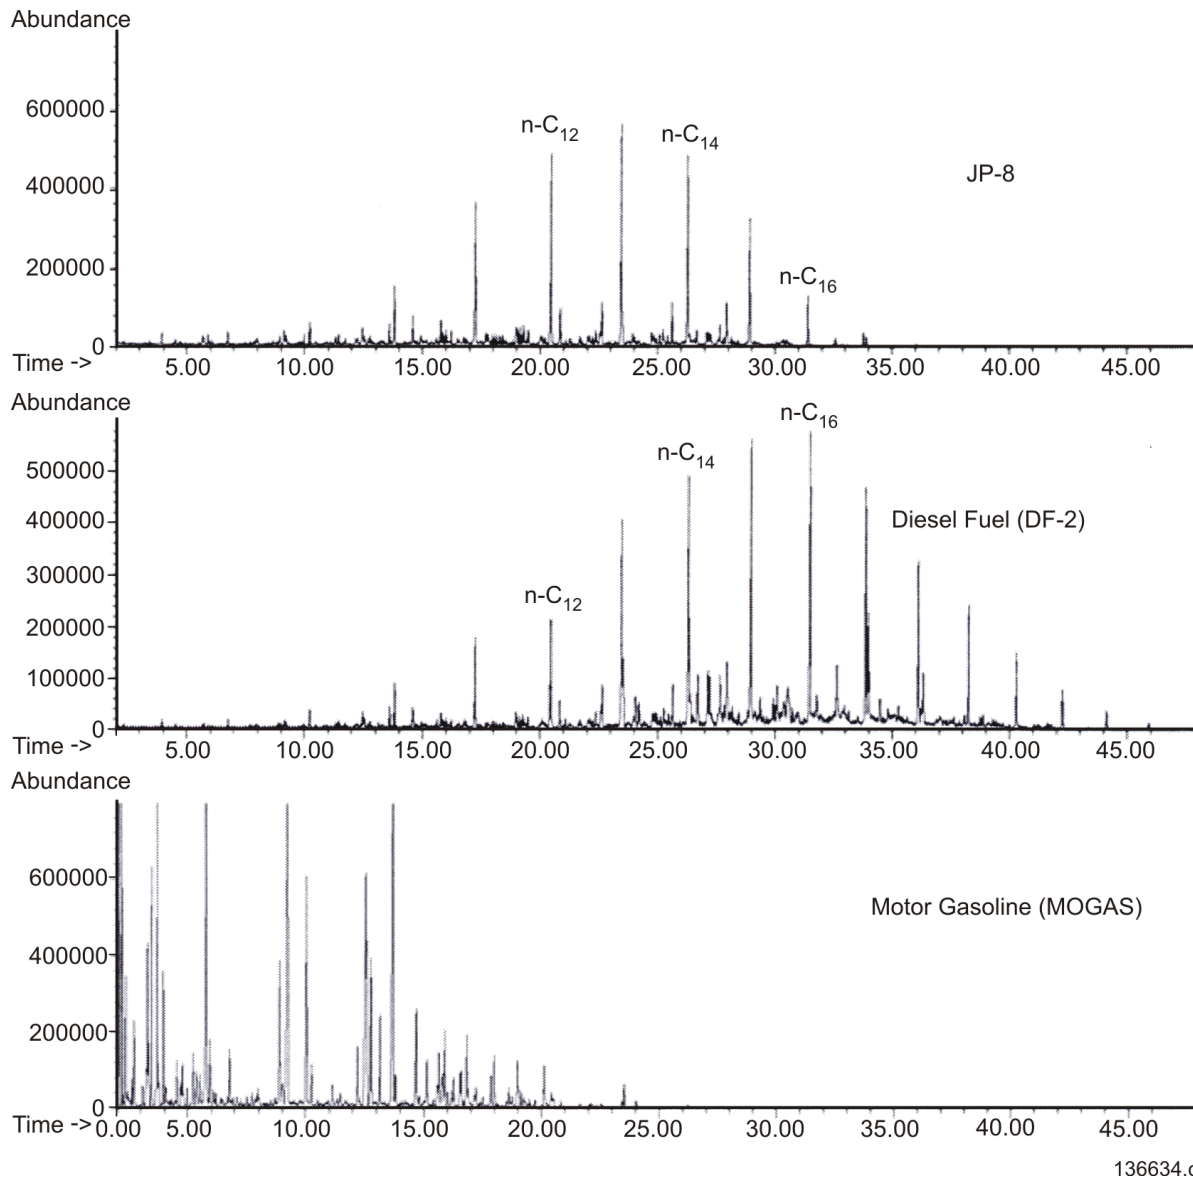 Abundance
600000
n-C12
n-C14
JP-8
400000
200000
n-C16
0
Time -> 5.00 10.00 15.00 20.00 25.00 30.00 35.00 40.00 45.00
Abundance
n-C16
500000
n-C14
400000
Diesel Fuel (DF-2)
300000
n-C12
200000
100000
0
Time -> 5.00 10.00 15.00 20.00 25.00 30.00 35.00 40.00 45.00
Abundance
600000
Motor Gasoline (MOGAS)
400000
200000
0
Time -> 0.00 5.00 10.00 15.00 20.00 25.00 30.00 35.00 40.00 45.00
136634.c